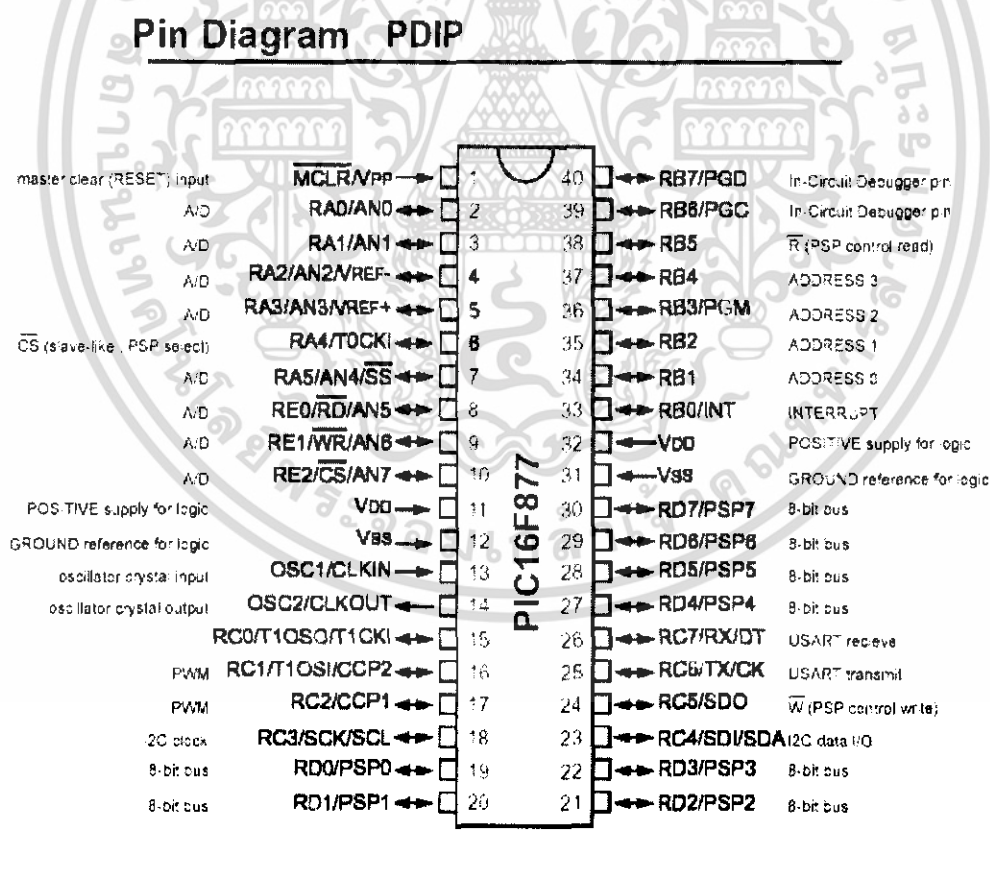 Pin Diagram PDIP
master clear (RESET) input MCLR/VPP 1 40 RB7/PGD In-Circuit Debugger pin
A/D RA0/AN0 2 39 RB6/PGC In-Circuit Debugger pin
A/D RA1/AN1 3 38 RB5 R (PSP control read)
A/D RA2/AN2/VREF- 4 37 RB4 ADDRESS 3
A/D RA3/AN3/VREF+ 5 36 RB3/PGM ADDRESS 2
CS (slave-like , PSP select) RA4/T0CKI 6 35 RB2 ADDRESS 1
A/D RA5/AN4/SS 7 34 RB1 ADDRESS 0
A/D RE0/RD/AN5 8 33 RB0/INT INTERRUPT
A/D RE1/WR/AN6 9 32 VDD POSITIVE supply for logic
A/D RE2/CS/AN7 10 31 VSS GROUND reference for logic
POSITIVE supply for logic VDD 11 30 RD7/PSP7 8-bit bus
GROUND reference for logic VSS 12 29 RD6/PSP6 8-bit bus
oscillator crystal input OSC1/CLKIN 13 28 RD5/PSP5 8-bit bus
oscillator crystal output OSC2/CLKOUT 14 27 RD4/PSP4 8-bit bus
RC0/T1OSO/T1CKI 15 26 RC7/RX/DT USART recieve
PWM RC1/T1OSI/CCP2 16 25 RC6/TX/CK USART transmit
PWM RC2/CCP1 17 24 RC5/SDO W (PSP control write)
I2C clock RC3/SCK/SCL 18 23 RC4/SDI/SDA I2C data I/O
8-bit bus RD0/PSP0 19 22 RD3/PSP3 8-bit bus
8-bit bus RD1/PSP1 20 21 RD2/PSP2 8-bit bus
PIC16F877